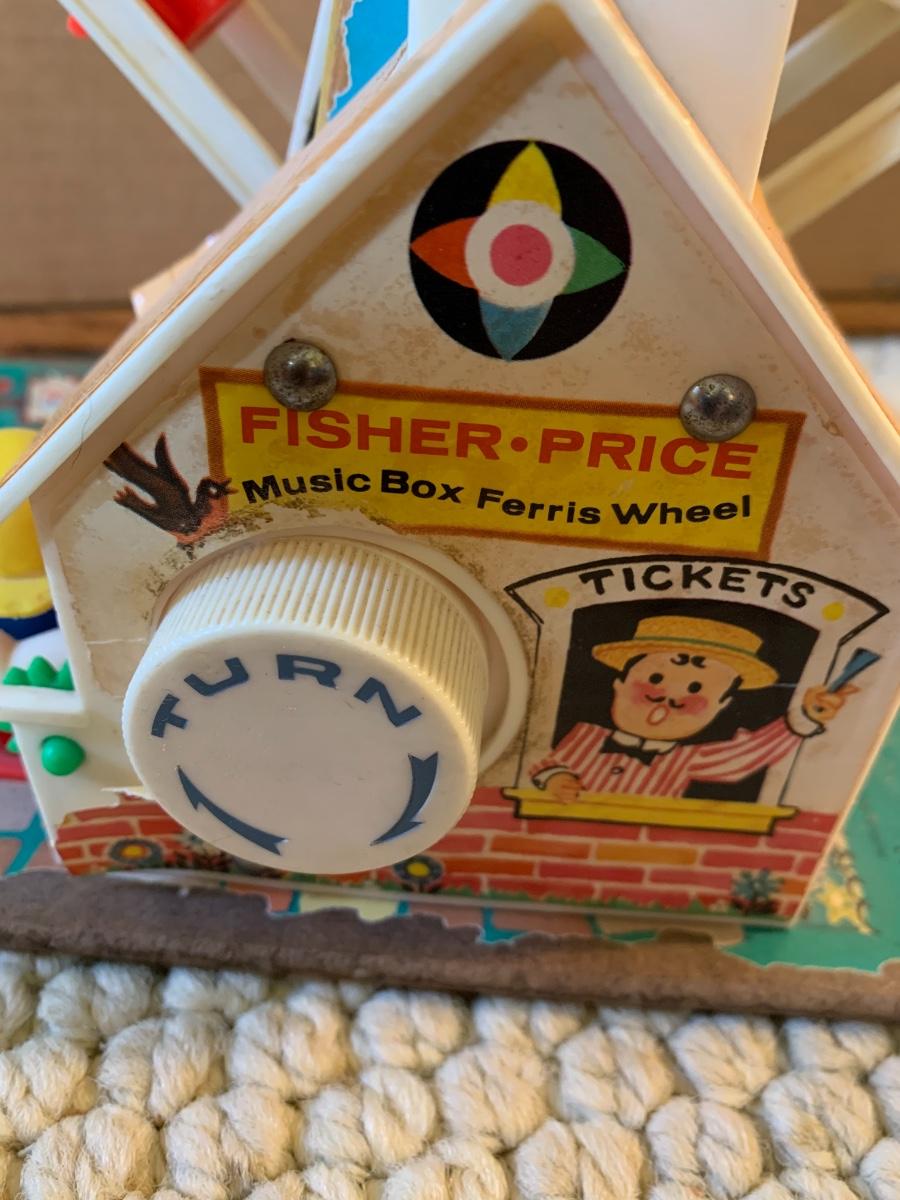 FISHER·PRICE
Music Box Ferris Wheel
TICKETS
TURN